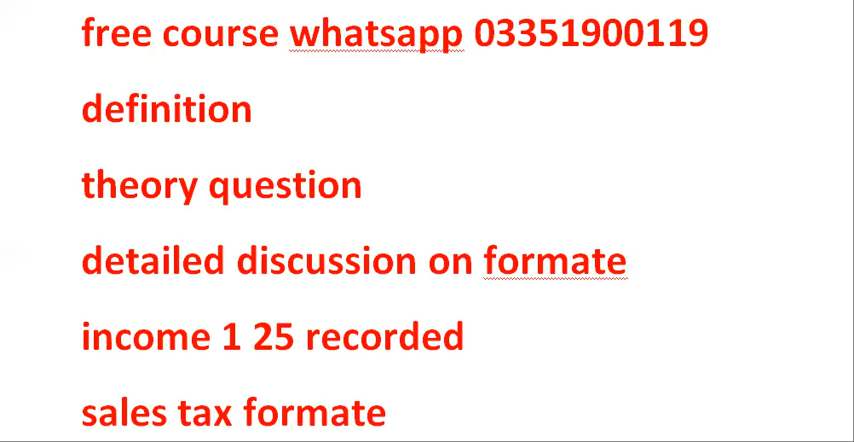 free course whatsapp 03351900119
definition
theory question
detailed discussion on formate
income 1 25 recorded
sales tax formate